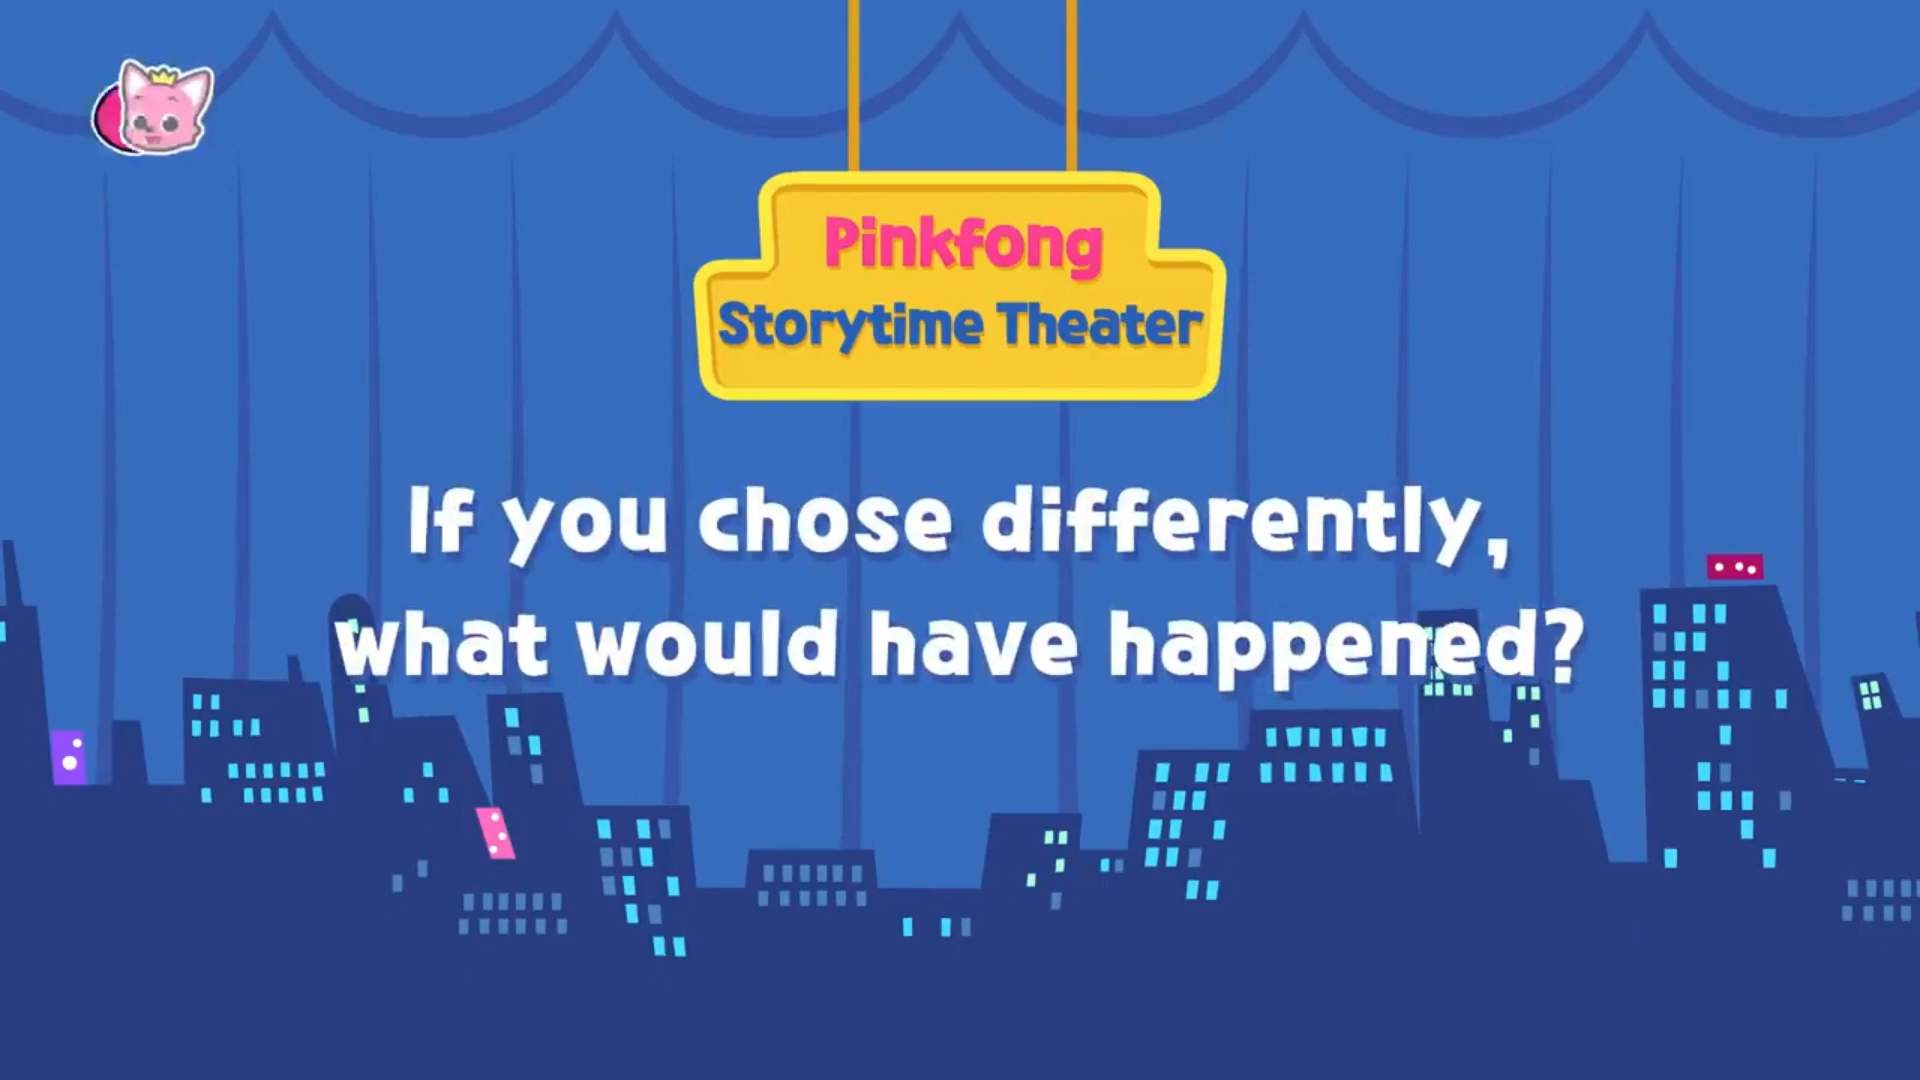 Pinkfong
Storytime Theater
If you chose differently,
what would have happened?